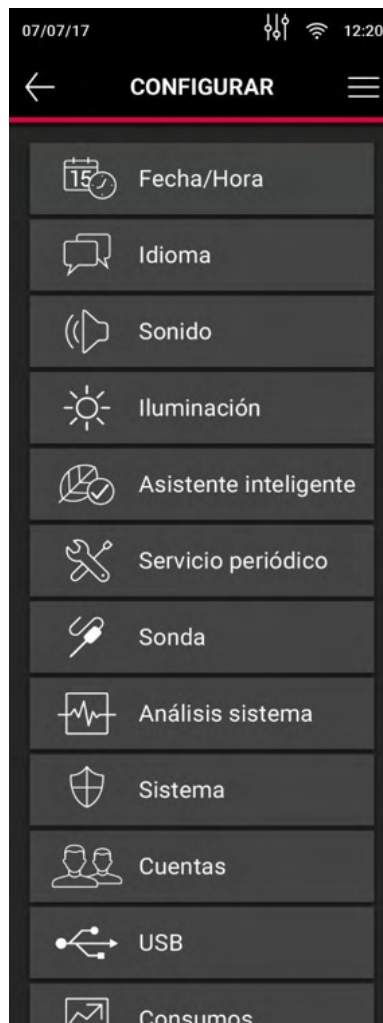 07/07/17 12:20
CONFIGURAR
15 Fecha/Hora
Idioma
Sonido
Iluminación
Asistente inteligente
Servicio periódico
Sonda
Análisis sistema
Sistema
Cuentas
USB
Consumos